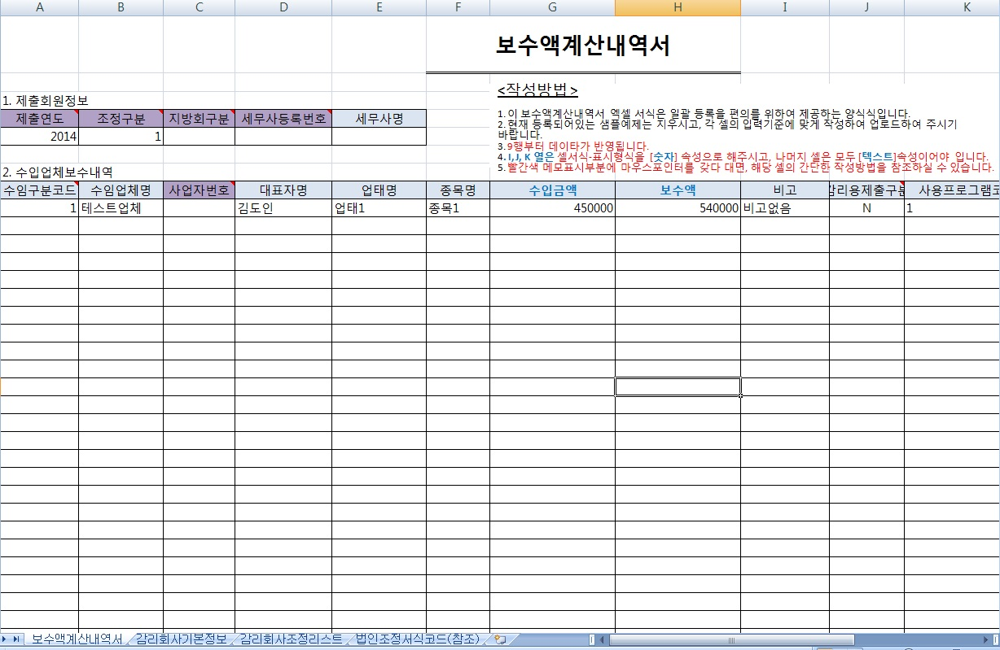 A B C D E F G H I J K
보수액계산내역서
<작성방법>
1. 제출회원정보
제출연도 조정구분 지방회구분 세무사등록번호 세무사명
2014 1
1. 이 보수액계산내역서 엑셀 서식은 일괄 등록을 편의를 위하여 제공하는 양식식입니다.
2. 현재 등록되어있는 샘플예제는 지우시고, 각 셀의 입력기준에 맞게 작성하여 업로드하여 주시기
바랍니다.
3. 9행부터 데이타가 반영됩니다.
4. I, J, K 열은 셀서식-표시형식을 [숫자] 속성으로 해주시고, 나머지 셀은 모두 [텍스트]속성이어야 입니다.
5. 빨간색 메모표시부분에 마우스포인터를 갖다 대면, 해당 셀의 간단한 작성방법을 참조하실 수 있습니다.
2. 수입업체보수내역
수임구분코드 수임업체명 사업자번호 대표자명 업태명 종목명 수입금액 보수액 비고 감리용제출구분 사용프로그램코
1 테스트업체 김도인 업태1 종목1 450000 540000 비고없음 N 1
보수액계산내역서 감리회사기본정보 감리회사조정리스트 법인조정서식코드(참조)